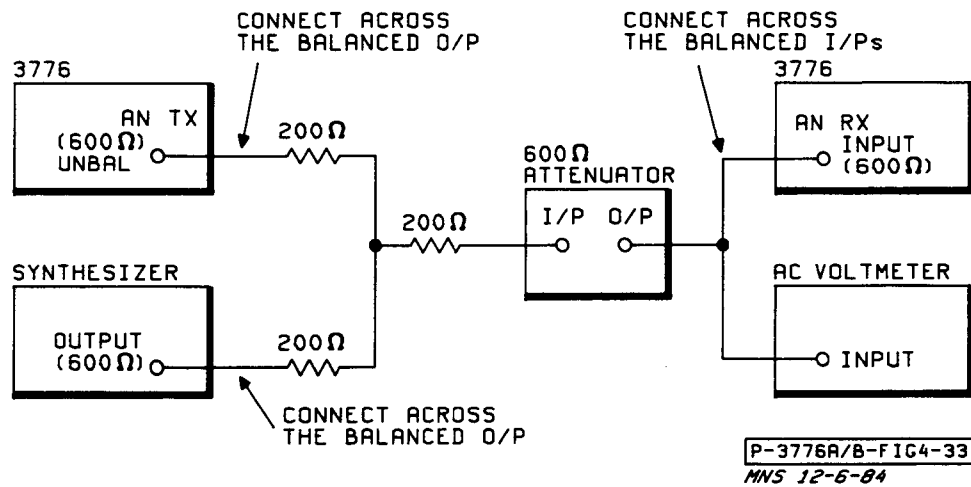 CONNECT ACROSS
THE BALANCED O/P
CONNECT ACROSS
THE BALANCED I/Ps
3776
AN TX
(600Ω)
UNBAL
200Ω
3776
AN RX
INPUT
(600Ω)
600Ω
ATTENUATOR
I/P O/P
200Ω
SYNTHESIZER
OUTPUT
(600Ω)
200Ω
AC VOLTMETER
INPUT
CONNECT ACROSS
THE BALANCED O/P
P-3776A/B-FIG4-33
MNS 12-6-84